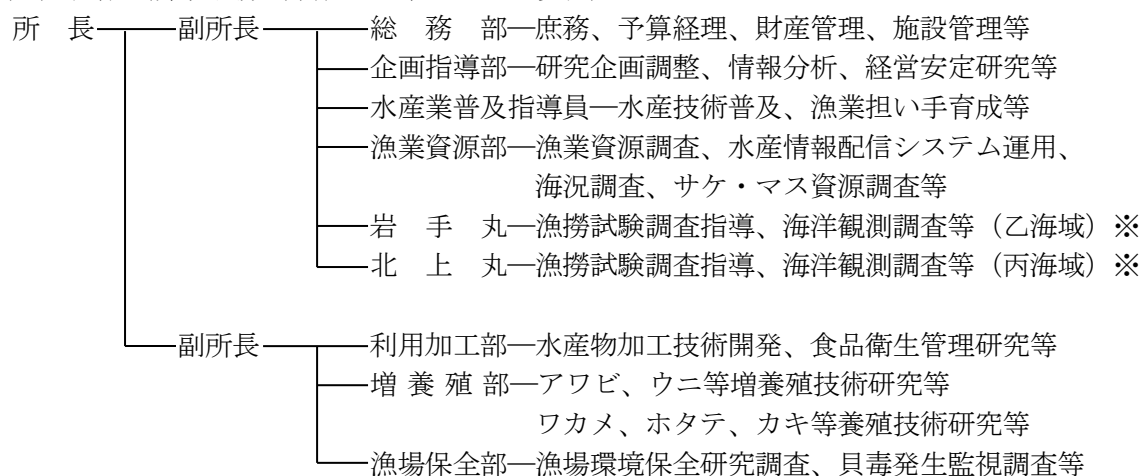 所　長　副所長　総　務　部―庶務、予算経理、財産管理、施設管理等
企画指導部―研究企画調整、情報分析、経営安定研究等
水産業普及指導員―水産技術普及、漁業担い手育成等
漁業資源部―漁業資源調査、水産情報配信システム運用、
海況調査、サケ・マス資源調査等
岩　手　丸―漁撈試験調査指導、海洋観測調査等（乙海域）※
北　上　丸―漁撈試験調査指導、海洋観測調査等（丙海域）※
副所長　利用加工部―水産物加工技術開発、食品衛生管理研究等
増 養 殖 部―アワビ、ウニ等増養殖技術研究等
ワカメ、ホタテ、カキ等養殖技術研究等
漁場保全部―漁場環境保全研究調査、貝毒発生監視調査等